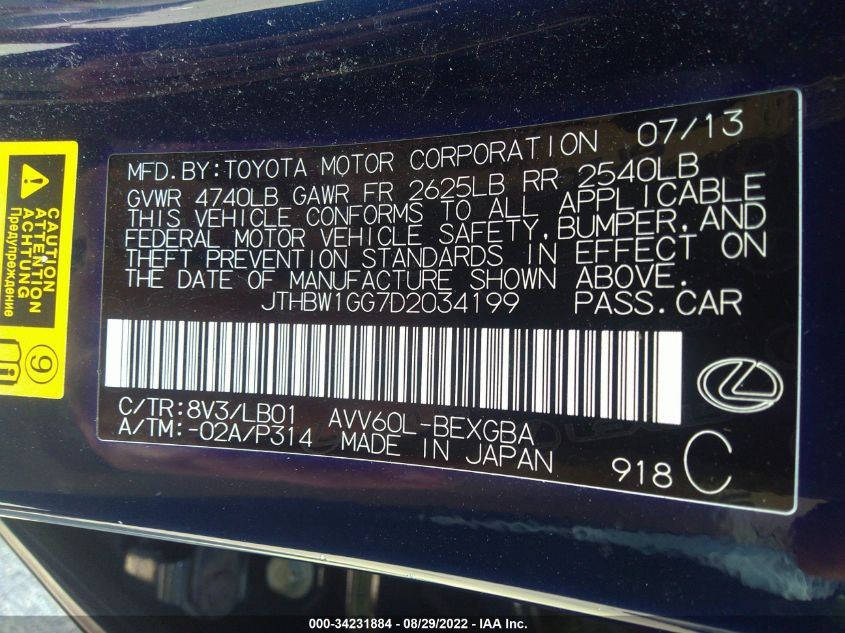 MFD.BY:TOYOTA MOTOR CORPORATION 07/13
GVWR 4740LB GAWR FR 2625LB RR 2540LB
THIS VEHICLE CONFORMS TO ALL APPLICABLE
FEDERAL MOTOR VEHICLE SAFETY,BUMPER,AND
THEFT PREVENTION STANDARDS IN EFFECT ON
THE DATE OF MANUFACTURE SHOWN ABOVE.
JTHBW1GG7D2034199 PASS.CAR
C/TR:8V3/LB01 AVV60L-BEXGBA
A/TM:-02A/P314 MADE IN JAPAN
918 C
CAUTION
ATTENTION
ACHTUNG
Предупреждение
9
000-34231884 - 08/29/2022 - IAA Inc.